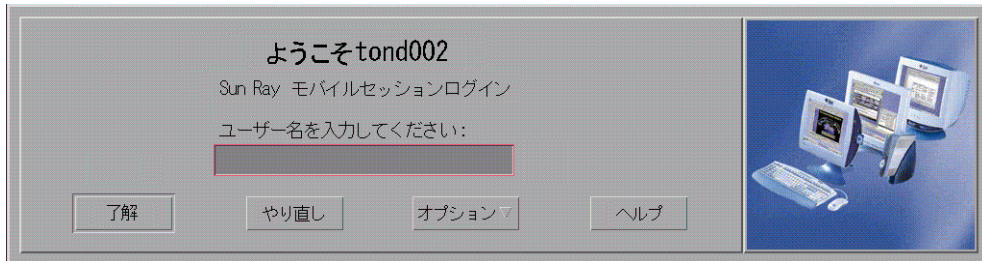 ようこそtond002
Sun Ray モバイルセッションログイン
ユーザー名を入力してください:
了解
やり直し
オプション
ヘルプ